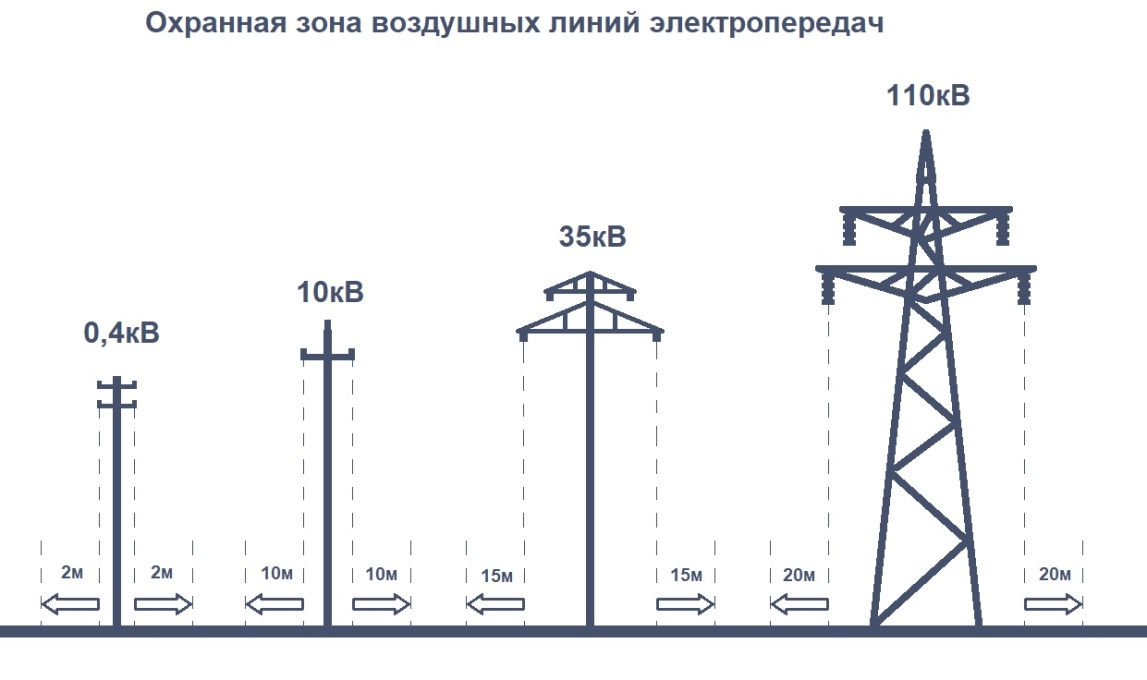 Охранная зона воздушных линий электропередач
110кВ
35кВ
10кВ
0,4кВ
2м 2м 10м 10м 15м 15м 20м 20м